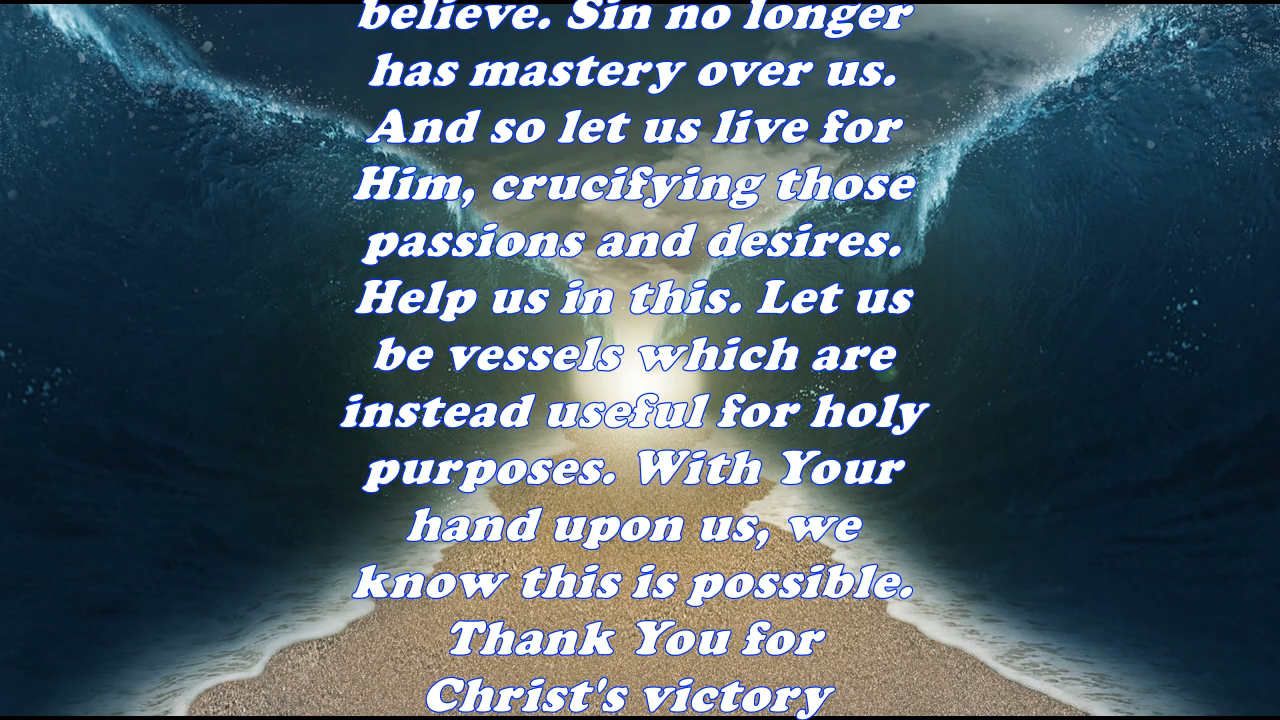 believe. Sin no longer
has mastery over us.
And so let us live for
Him, crucifying those
passions and desires.
Help us in this. Let us
be vessels which are
instead useful for holy
purposes. With Your
hand upon us, we
know this is possible.
Thank You for
Christ's victory